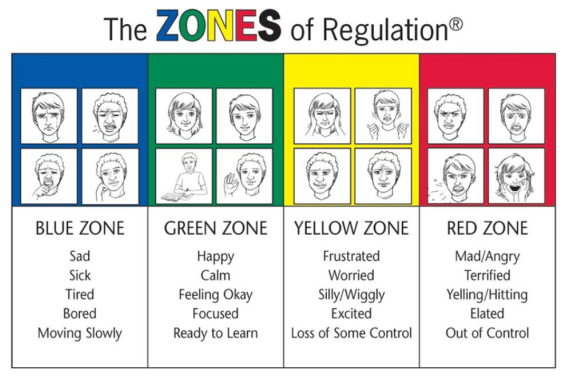 The ZONES of Regulation®
BLUE ZONE
Sad
Sick
Tired
Bored
Moving Slowly
GREEN ZONE
Happy
Calm
Feeling Okay
Focused
Ready to Learn
YELLOW ZONE
Frustrated
Worried
Silly/Wiggly
Excited
Loss of Some Control
RED ZONE
Mad/Angry
Terrified
Yelling/Hitting
Elated
Out of Control